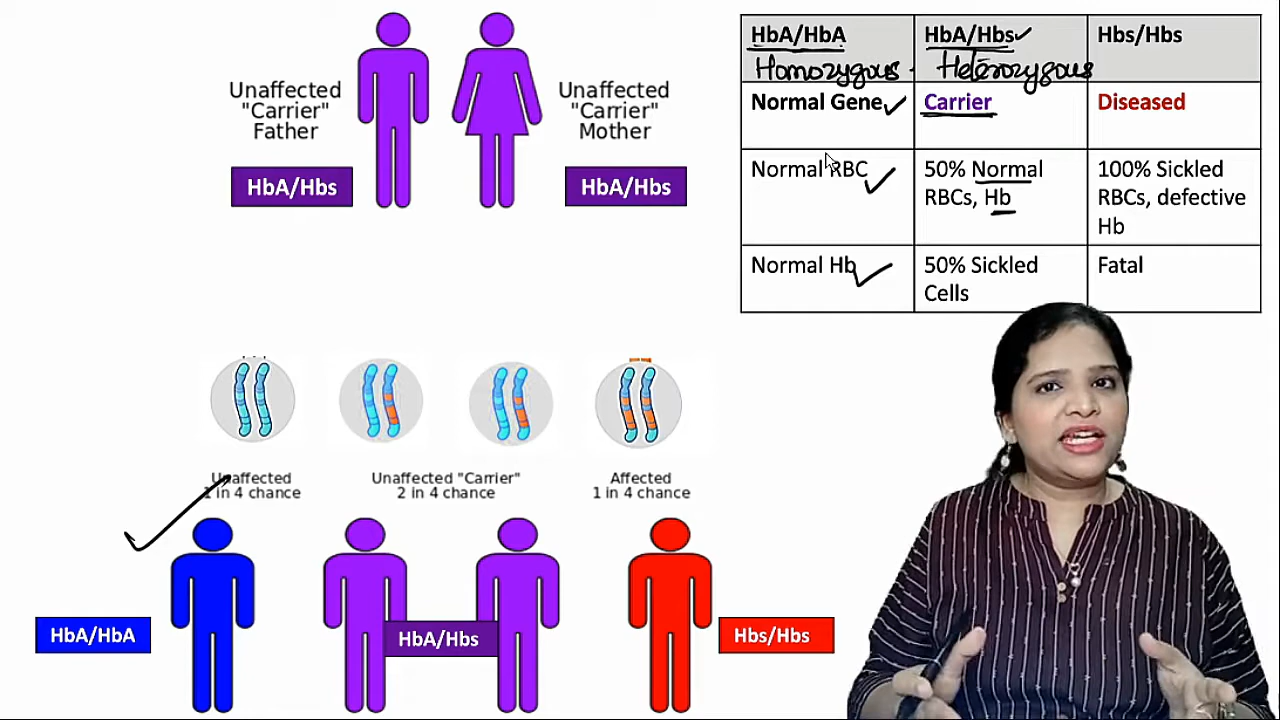 Unaffected
"Carrier"
Father
HbA/Hbs
Unaffected
"Carrier"
Mother
HbA/Hbs
HbA/HbA
Homozygous
HbA/Hbs
Heterozygous
Hbs/Hbs
Normal Gene
Carrier
Diseased
Normal RBC
50% Normal
RBCs, Hb
100% Sickled
RBCs, defective
Hb
Normal Hb
50% Sickled
Cells
Fatal
Unaffected
1 in 4 chance
Unaffected "Carrier"
2 in 4 chance
Affected
1 in 4 chance
HbA/HbA
HbA/Hbs
Hbs/Hbs